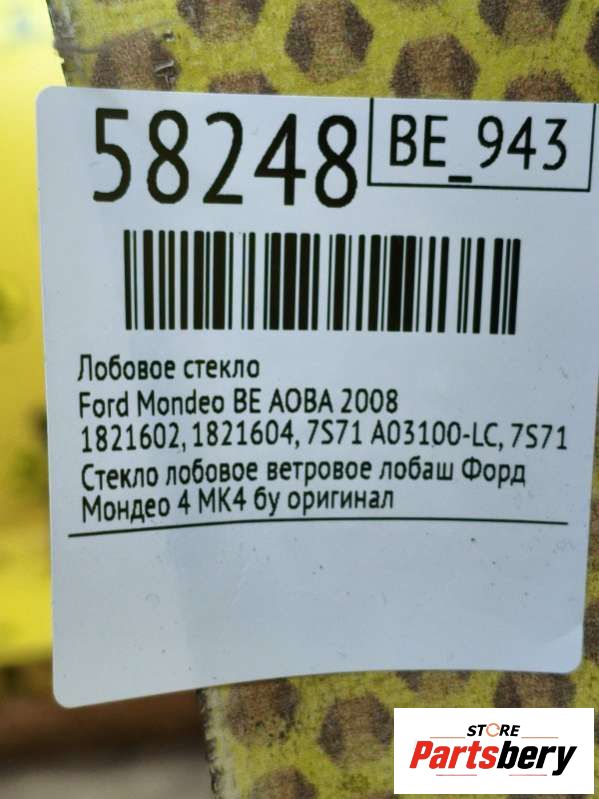 58248
BE_943
Лобовое стекло
Ford Mondeo BE AOBA 2008
1821602, 1821604, 7S71 A03100-LC, 7S71
Стекло лобовое ветровое лобаш Форд
Мондео 4 МК4 бу оригинал
STORE
Partsbery